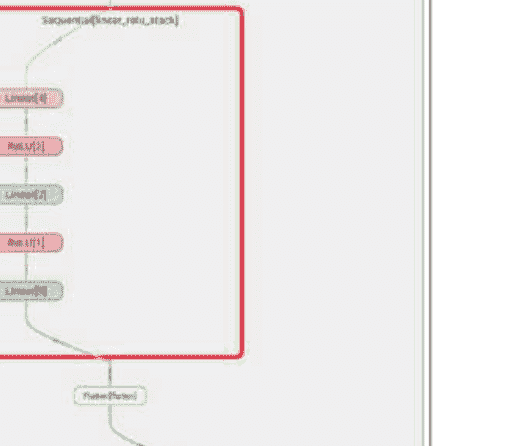 Sequential[linear_relu_stack]
Linear[4]
ReLU[3]
Linear[2]
ReLU[1]
Linear[0]
Flatten[flatten]